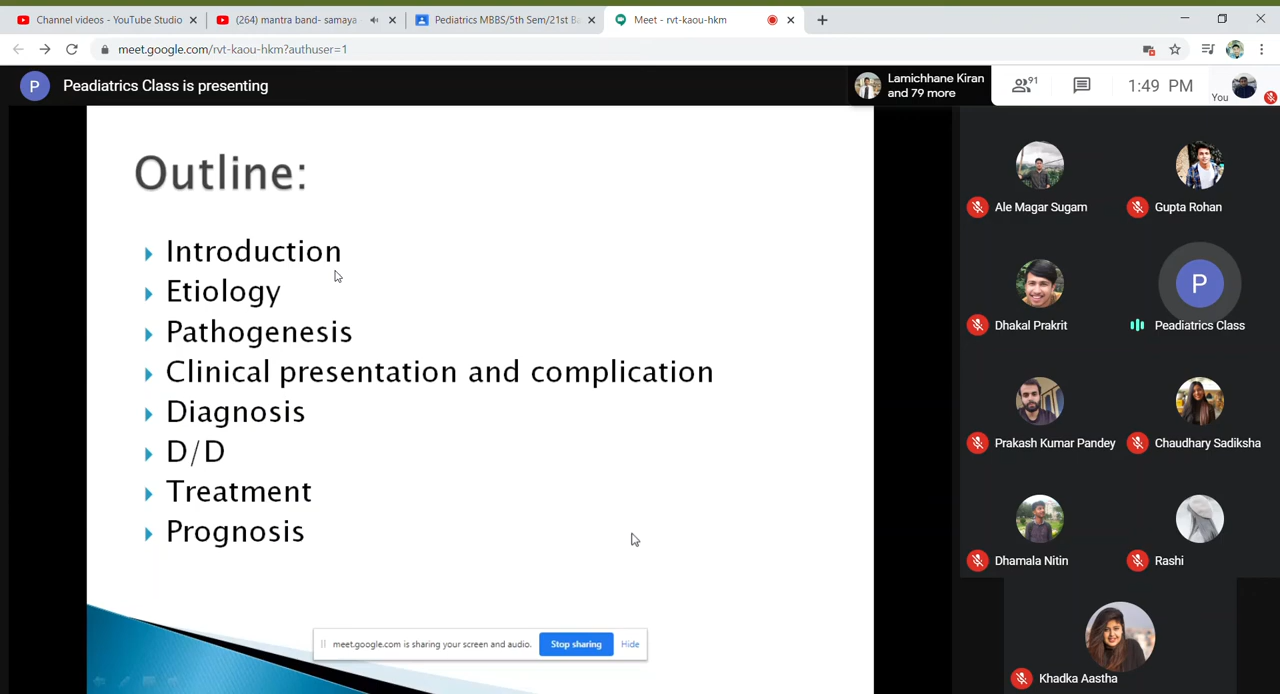 Channel videos - YouTube Studio
(264) mantra band- samaya
Pediatrics MBBS/5th Sem/21st Ba
Meet - rvt-kaou-hkm
meet.google.com/rvt-kaou-hkm?authuser=1
P
Peadiatrics Class is presenting
Lamichhane Kiran
and 79 more
91
1:49 PM
You
Outline:
Introduction
Etiology
Pathogenesis
Clinical presentation and complication
Diagnosis
D/D
Treatment
Prognosis
meet.google.com is sharing your screen and audio.
Stop sharing
Hide
Ale Magar Sugam
Gupta Rohan
P
Dhakal Prakrit
Peadiatrics Class
Prakash Kumar Pandey
Chaudhary Sadiksha
Dhamala Nitin
Rashi
Khadka Aastha